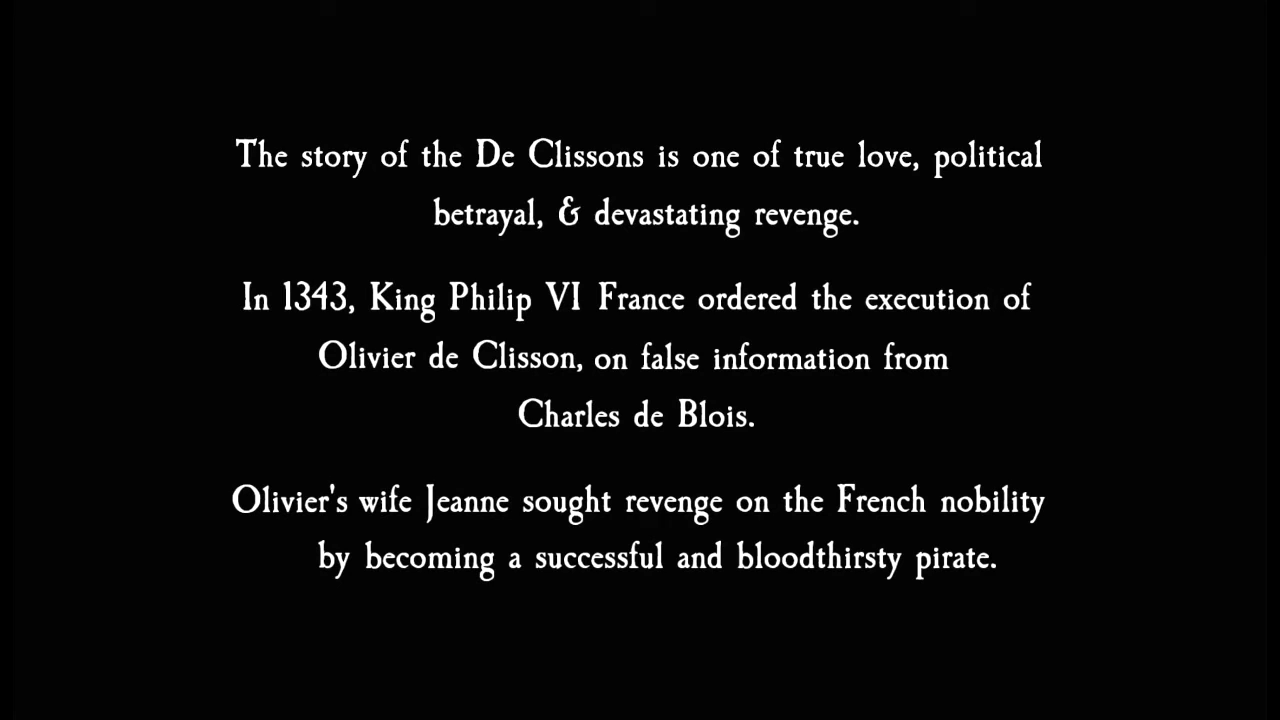 The story of the De Clissons is one of true love, political
betrayal, & devastating revenge.
In 1343, King Philip VI France ordered the execution of
Olivier de Clisson, on false information from
Charles de Blois.
Olivier's wife Jeanne sought revenge on the French nobility
by becoming a successful and bloodthirsty pirate.